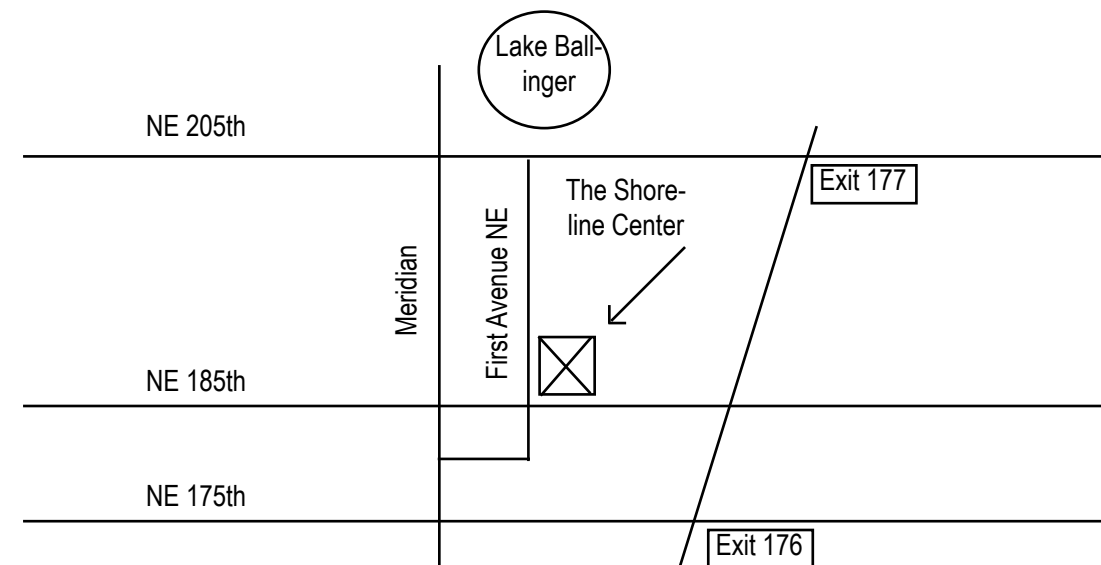 Lake Ball-
inger
NE 205th
Exit 177
The Shore-
line Center
First Avenue NE
Meridian
NE 185th
NE 175th
Exit 176